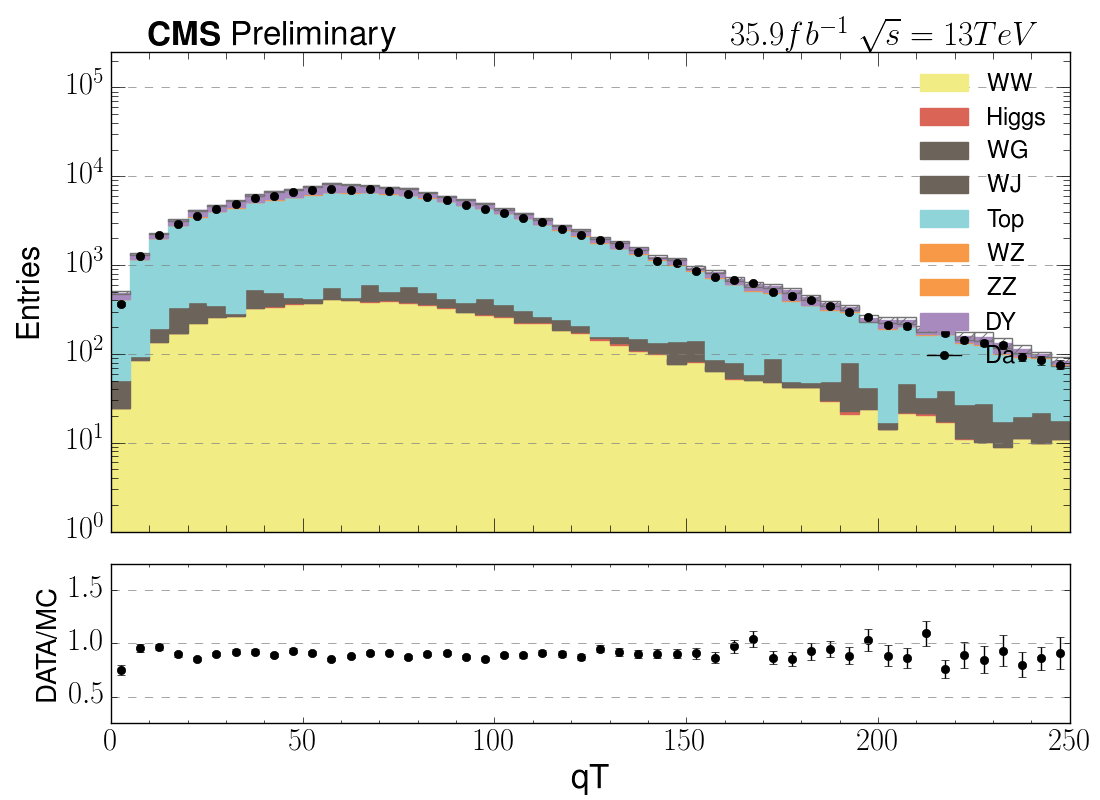 CMS Preliminary
35.9fb⁻¹ √s = 13TeV
Entries
10⁵
10⁴
10³
10²
10¹
10⁰
WW
Higgs
WG
WJ
Top
WZ
ZZ
DY
Da
DATA/MC
1.5
1.0
0.5
0 50 100 150 200 250
qT